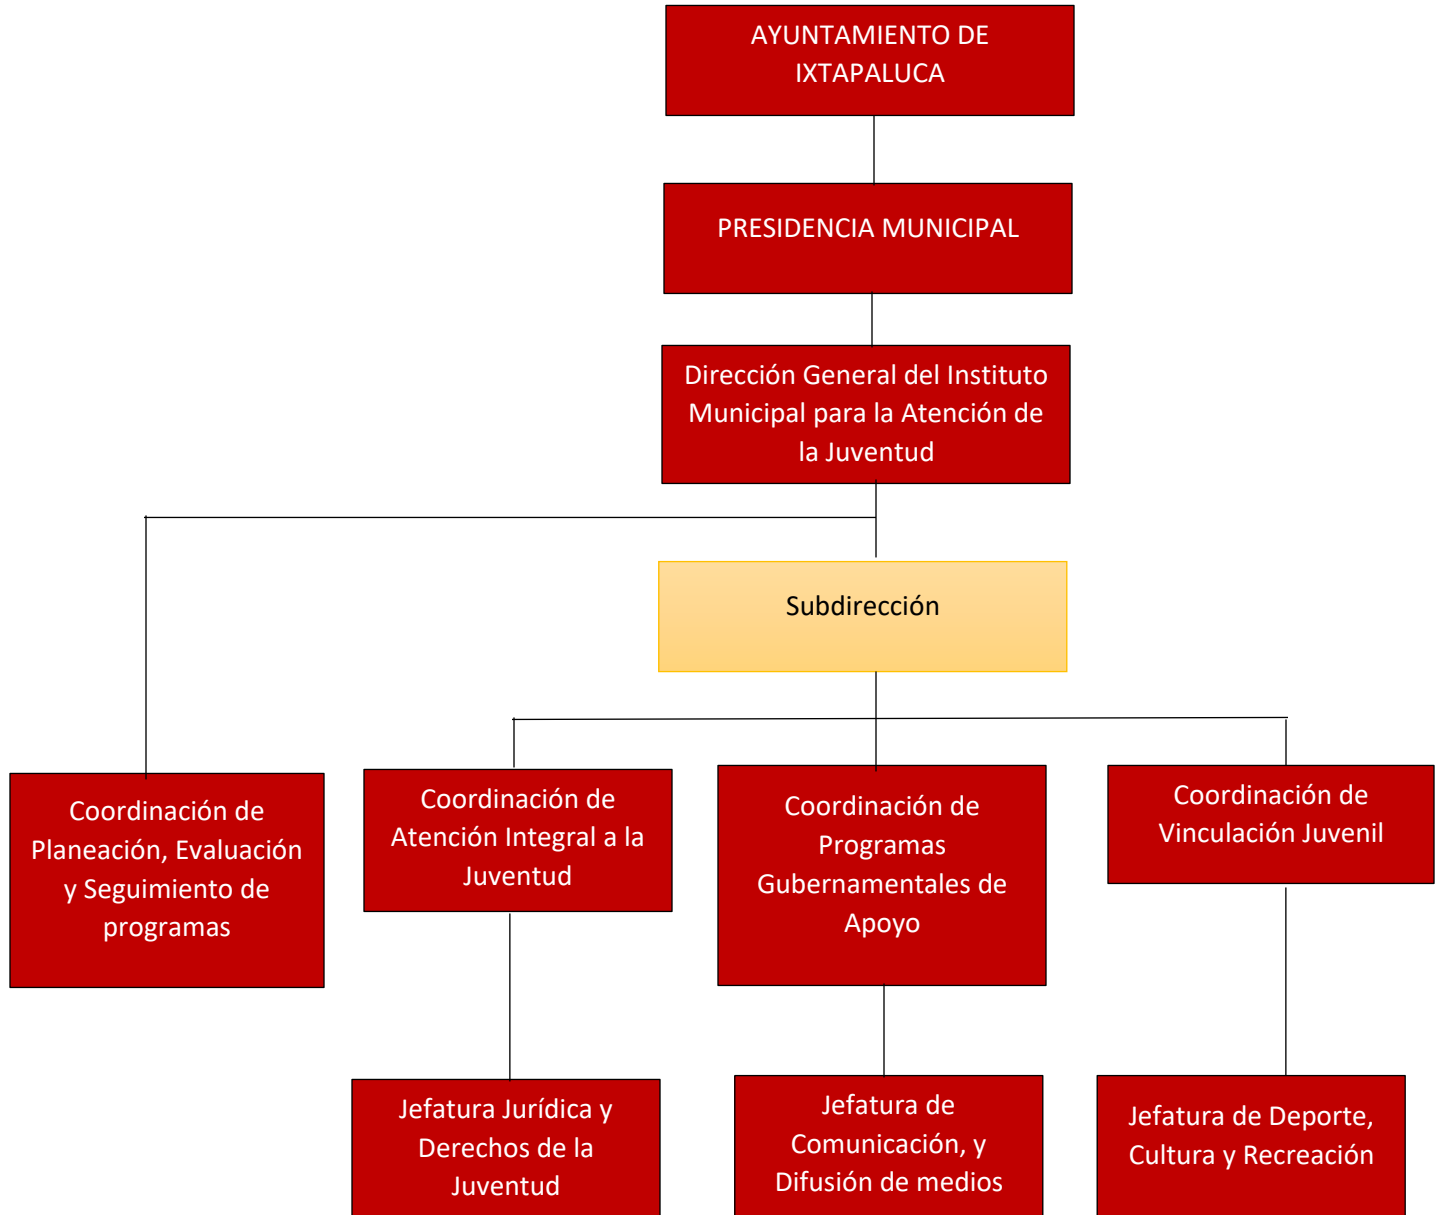 AYUNTAMIENTO DE
IXTAPALUCA
PRESIDENCIA MUNICIPAL
Dirección General del Instituto
Municipal para la Atención de
la Juventud
Subdirección
Coordinación de
Planeación, Evaluación
y Seguimiento de
programas
Coordinación de
Atención Integral a la
Juventud
Coordinación de
Programas
Gubernamentales de
Apoyo
Coordinación de
Vinculación Juvenil
Jefatura Jurídica y
Derechos de la
Juventud
Jefatura de
Comunicación, y
Difusión de medios
Jefatura de Deporte,
Cultura y Recreación